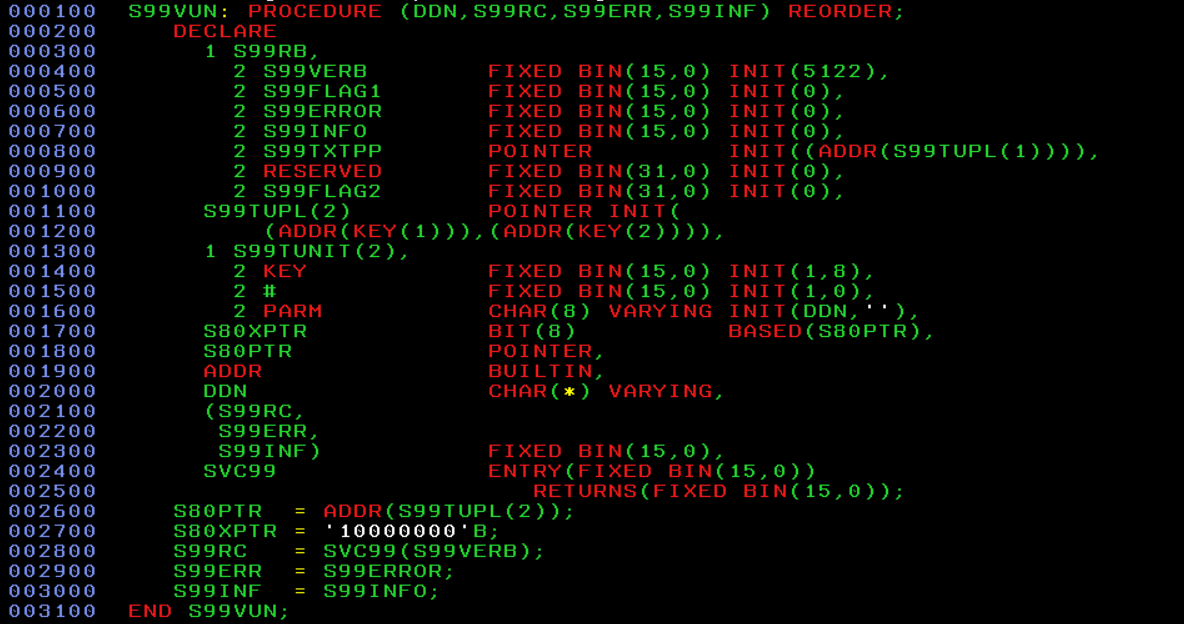 000100  S99VUN: PROCEDURE (DDN,S99RC,S99ERR,S99INF) REORDER;
000200     DECLARE
000300       1 S99RB,
000400         2 S99VERB        FIXED BIN(15,0) INIT(5122),
000500         2 S99FLAG1       FIXED BIN(15,0) INIT(0),
000600         2 S99ERROR       FIXED BIN(15,0) INIT(0),
000700         2 S99INFO        FIXED BIN(15,0) INIT(0),
000800         2 S99TXTPP       POINTER         INIT((ADDR(S99TUPL(1)))),
000900         2 RESERVED       FIXED BIN(31,0) INIT(0),
001000         2 S99FLAG2       FIXED BIN(31,0) INIT(0),
001100       S99TUPL(2)         POINTER INIT(
001200           (ADDR(KEY(1))),(ADDR(KEY(2)))),
001300       1 S99TUNIT(2),
001400         2 KEY            FIXED BIN(15,0) INIT(1,8),
001500         2 #              FIXED BIN(15,0) INIT(1,0),
001600         2 PARM           CHAR(8) VARYING INIT(DDN,''),
001700       S80XPTR            BIT(8)          BASED(S80PTR),
001800       S80PTR             POINTER,
001900       ADDR               BUILTIN,
002000       DDN                CHAR(*) VARYING,
002100       (S99RC,
002200        S99ERR,
002300        S99INF)           FIXED BIN(15,0),
002400       SVC99              ENTRY(FIXED BIN(15,0))
002500                             RETURNS(FIXED BIN(15,0));
002600     S80PTR  = ADDR(S99TUPL(2));
002700     S80XPTR = '10000000'B;
002800     S99RC   = SVC99(S99VERB);
002900     S99ERR  = S99ERROR;
003000     S99INF  = S99INFO;
003100  END S99VUN;